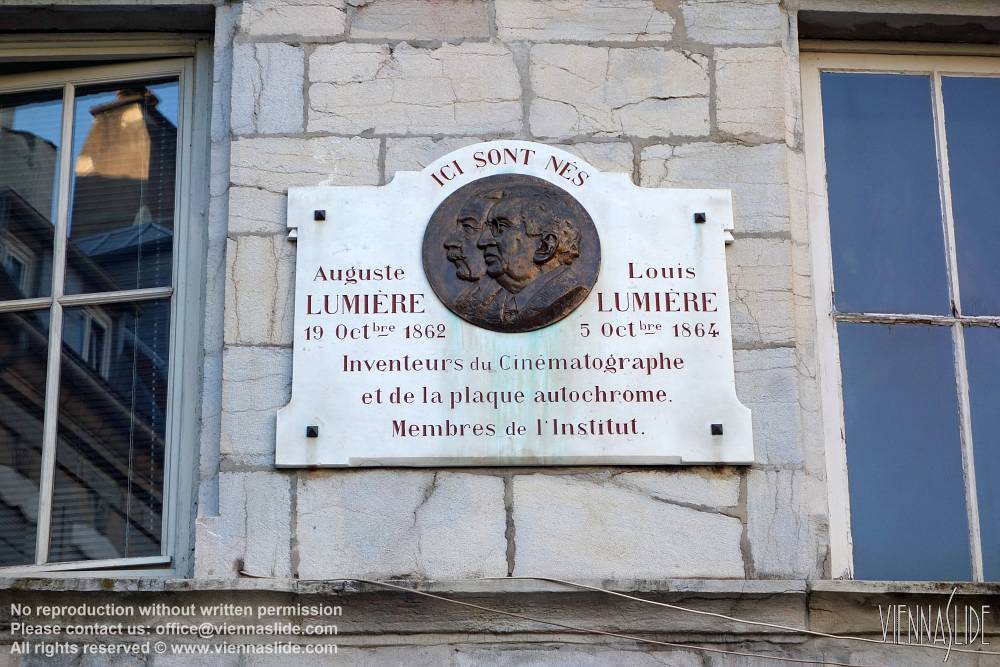 ICI SONT NÉS
Auguste
LUMIÈRE
19 Octbre 1862
Louis
LUMIÈRE
5 Octbre 1864
Inventeurs du Cinématographe
et de la plaque autochrome.
Membres de l'Institut.
No reproduction without written permission
Please contact us: office@viennaslide.com
All rights reserved © www.viennaslide.com
VIENNASLIDE